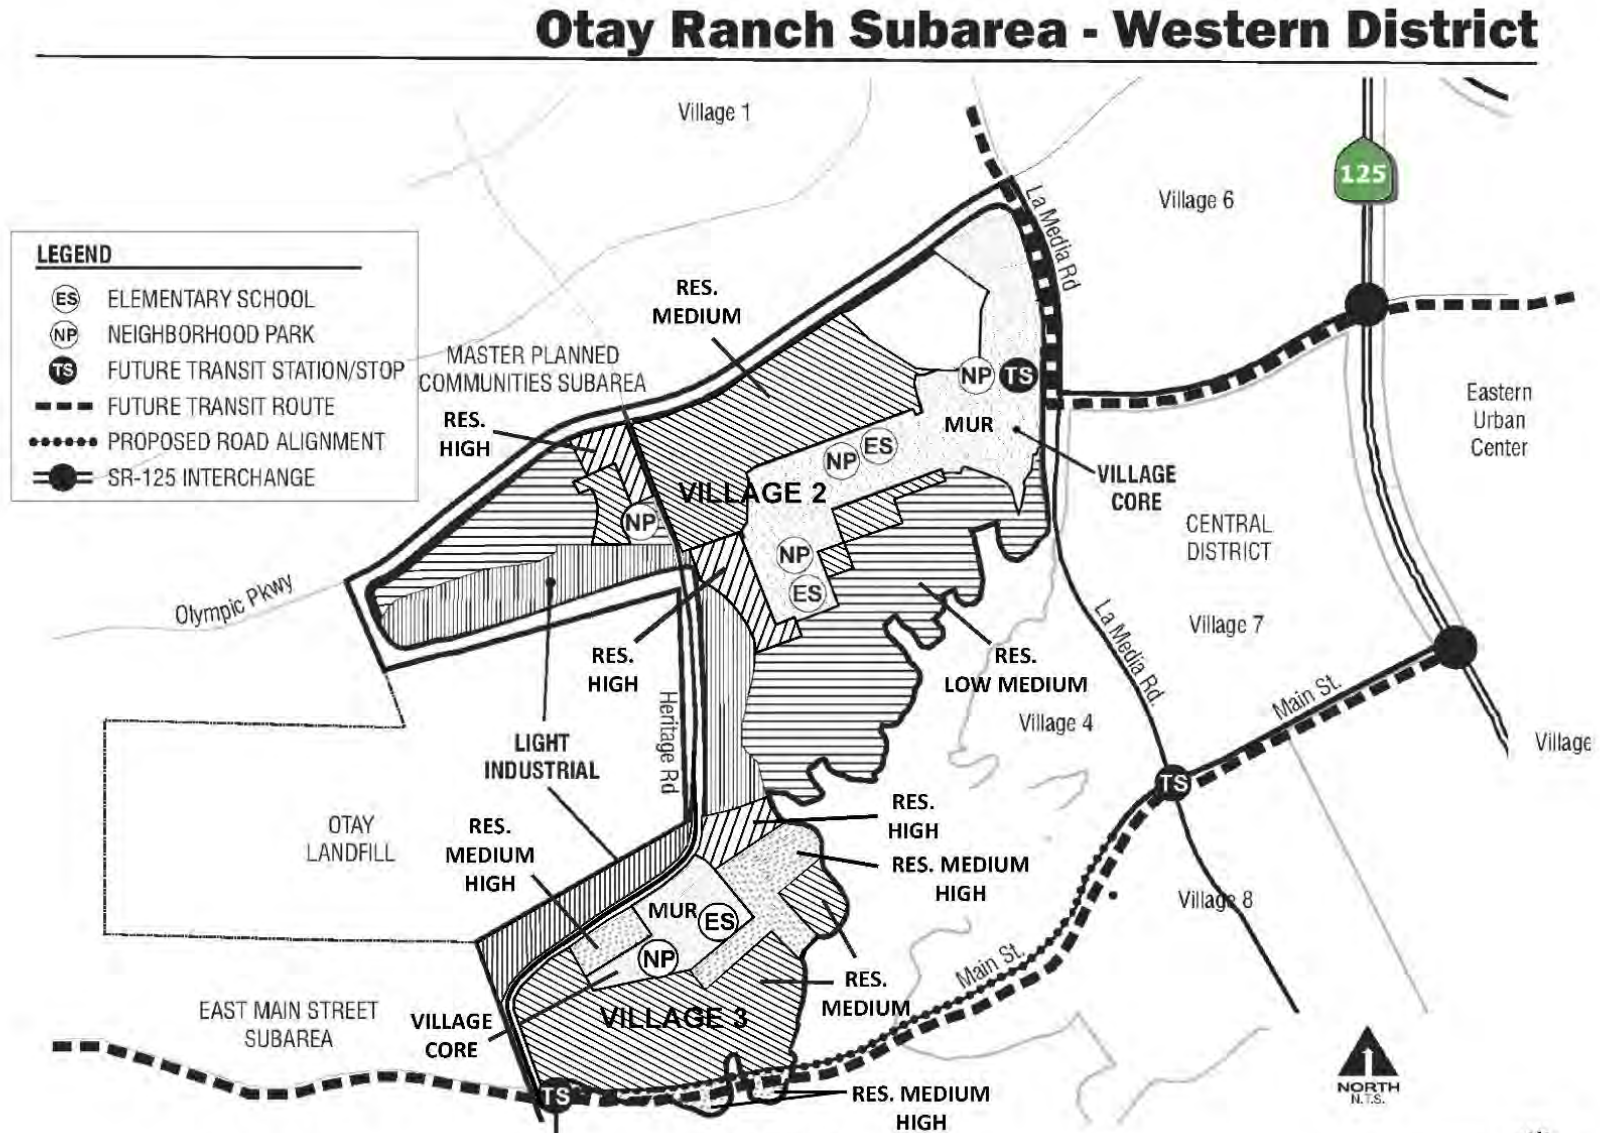 Otay Ranch Subarea - Western District
Village 1
125
Village 6
La Media Rd
LEGEND
ES ELEMENTARY SCHOOL
NP NEIGHBORHOOD PARK
TS FUTURE TRANSIT STATION/STOP
FUTURE TRANSIT ROUTE
PROPOSED ROAD ALIGNMENT
SR-125 INTERCHANGE
RES.
MEDIUM
MASTER PLANNED
COMMUNITIES SUBAREA
RES.
HIGH
NP TS
MUR
NP ES
Eastern
Urban
Center
VILLAGE 2
VILLAGE
CORE
NP
CENTRAL
DISTRICT
NP
ES
Olympic Pkwy
La Media Rd.
Village 7
RES.
HIGH
RES.
LOW MEDIUM
Heritage Rd
Main St.
Village 4
Village
LIGHT
INDUSTRIAL
TS
OTAY
LANDFILL
RES.
MEDIUM
HIGH
RES.
HIGH
RES. MEDIUM
HIGH
Village 8
MUR ES
NP
Main St.
RES.
MEDIUM
EAST MAIN STREET
SUBAREA
VILLAGE
CORE
VILLAGE 3
TS
RES. MEDIUM
HIGH
NORTH
N.T.S.